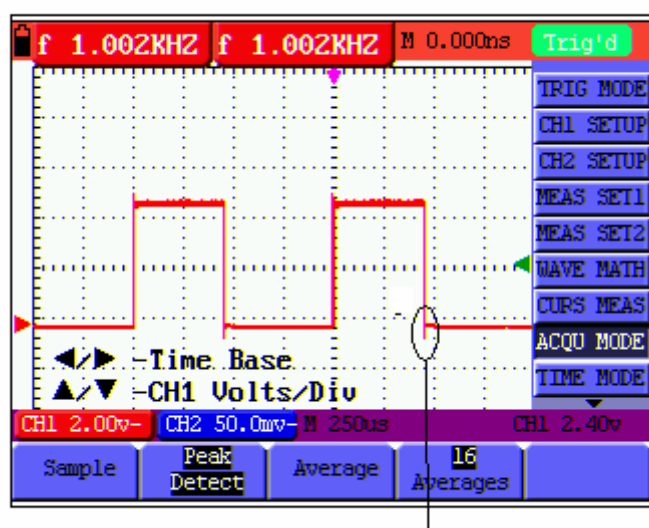 f 1.002KHZ f 1.002KHZ M 0.000ns Trig'd
TRIG MODE
CH1 SETUP
CH2 SETUP
MEAS SET1
MEAS SET2
WAVE MATH
CURS MEAS
ACQU MODE
TIME MODE
◄/► -Time Base
▲/▼ -CH1 Volts/Div
CH1 2.00v- CH2 50.0mv- M 250us CH1 2.40v
Sample
Peak
Detect
Average
16
Averages